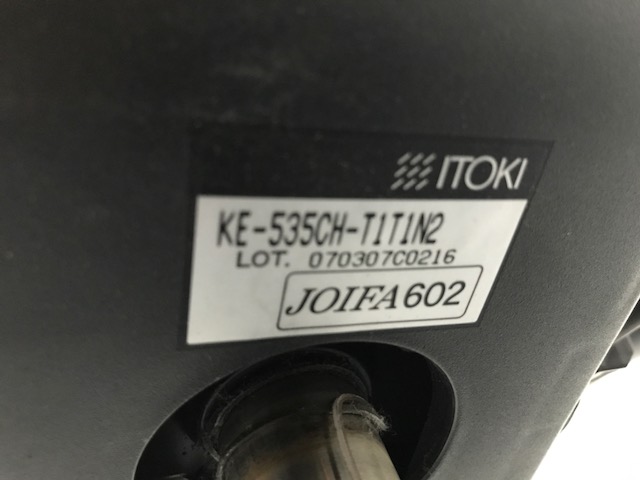 ITOKI
KE-535CH-T1T1N2
LOT. 070307C0216
JOIFA602